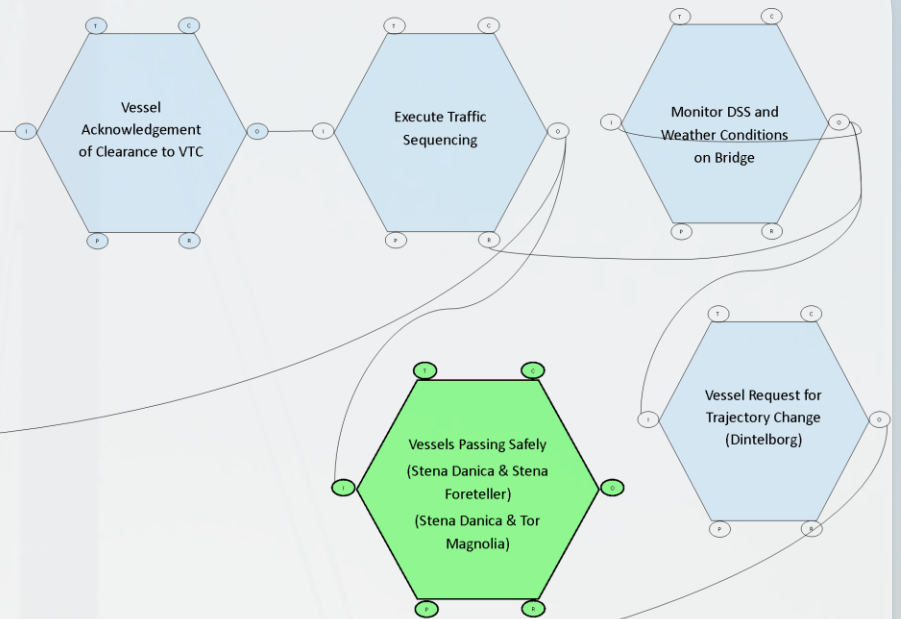 T
C
Vessel
Acknowledgement
of Clearance to VTC
I
O
P
R
T
C
Execute Traffic
Sequencing
I
O
P
R
T
C
Monitor DSS and
Weather Conditions
on Bridge
I
O
P
R
T
C
Vessels Passing Safely
(Stena Danica & Stena
Foreteller)
(Stena Danica & Tor
Magnolia)
I
O
P
R
T
C
Vessel Request for
Trajectory Change
(Dintelborg)
I
O
P
R